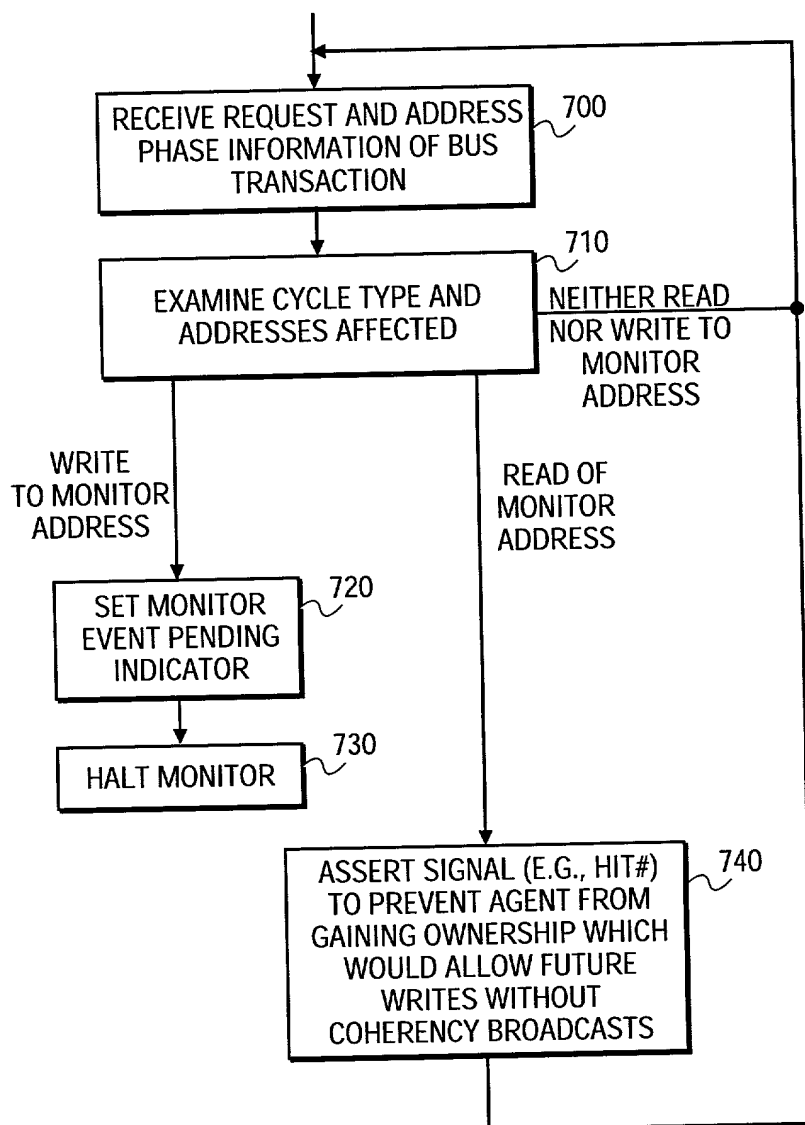 RECEIVE REQUEST AND ADDRESS
PHASE INFORMATION OF BUS
TRANSACTION
700
EXAMINE CYCLE TYPE AND
ADDRESSES AFFECTED
710
NEITHER READ
NOR WRITE TO
MONITOR
ADDRESS
WRITE
TO MONITOR
ADDRESS
READ OF
MONITOR
ADDRESS
SET MONITOR
EVENT PENDING
INDICATOR
720
HALT MONITOR
730
ASSERT SIGNAL (E.G., HIT#)
TO PREVENT AGENT FROM
GAINING OWNERSHIP WHICH
WOULD ALLOW FUTURE
WRITES WITHOUT
COHERENCY BROADCASTS
740